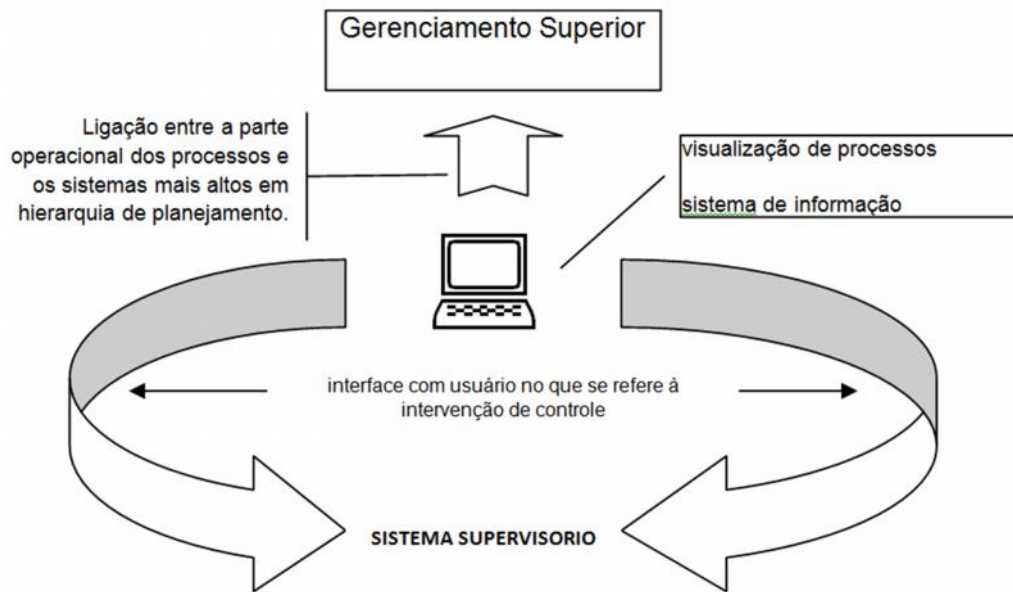 Gerenciamento Superior
Ligação entre a parte
operacional dos processos e
os sistemas mais altos em
hierarquia de planejamento.
visualização de processos
sistema de informação
interface com usuário no que se refere à
intervenção de controle
SISTEMA SUPERVISORIO